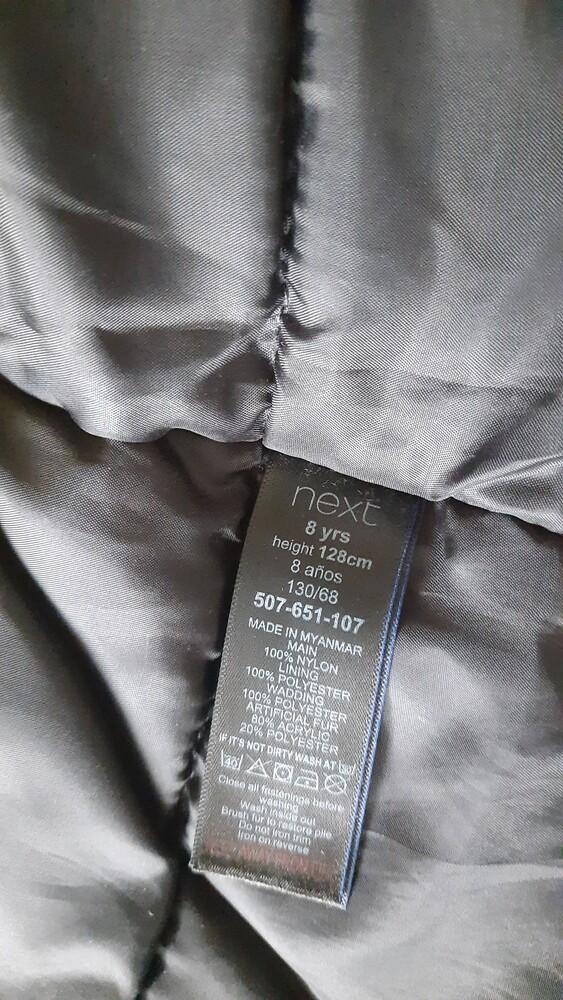 next
8 yrs
height 128cm
8 años
130/68
507-651-107
MADE IN MYANMAR
MAIN
100% NYLON
LINING
100% POLYESTER
WADDING
100% POLYESTER
ARTIFICIAL FUR
80% ACRYLIC
20% POLYESTER
IF IT'S NOT DIRTY WASH AT 30
40
Close all fastenings before
washing
Wash inside out
Brush fur to restore pile
Do not iron trim
Iron on reverse